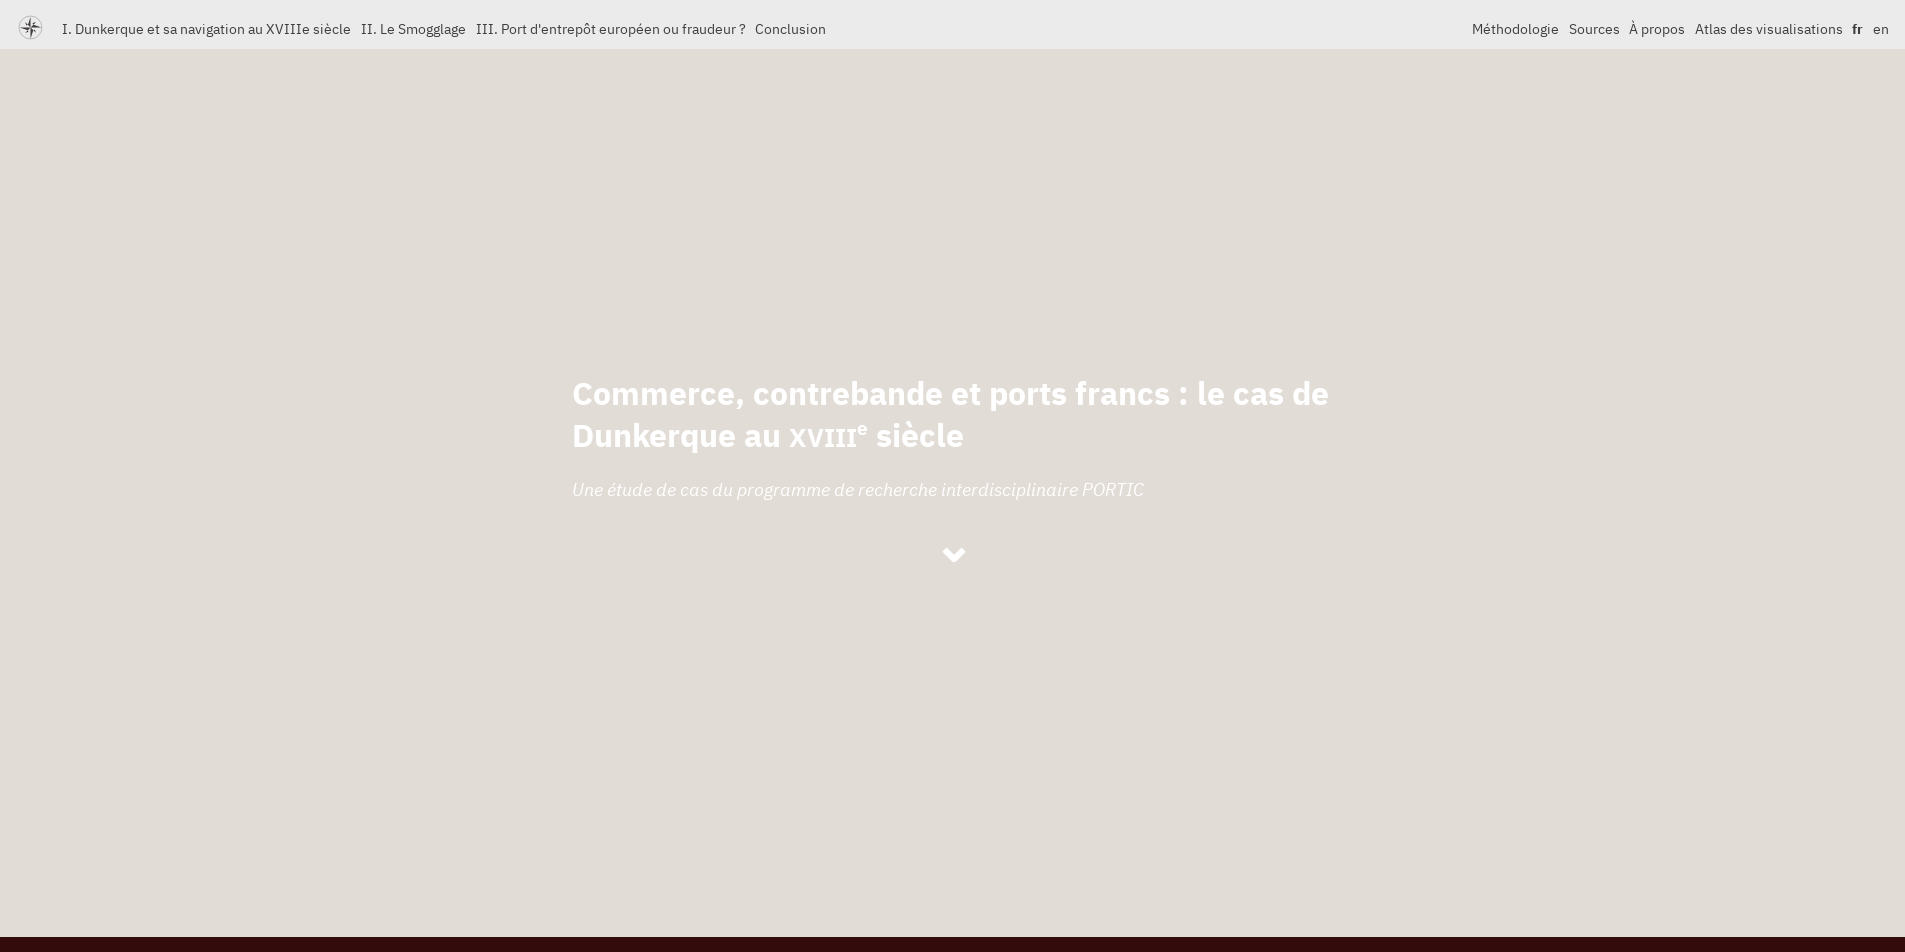 I. Dunkerque et sa navigation au XVIIIe siècle II. Le Smogglage III. Port d'entrepôt européen ou fraudeur ? Conclusion Méthodologie Sources À propos Atlas des visualisations fr en
Commerce, contrebande et ports francs : le cas de
Dunkerque au XVIIIe siècle
Une étude de cas du programme de recherche interdisciplinaire PORTIC